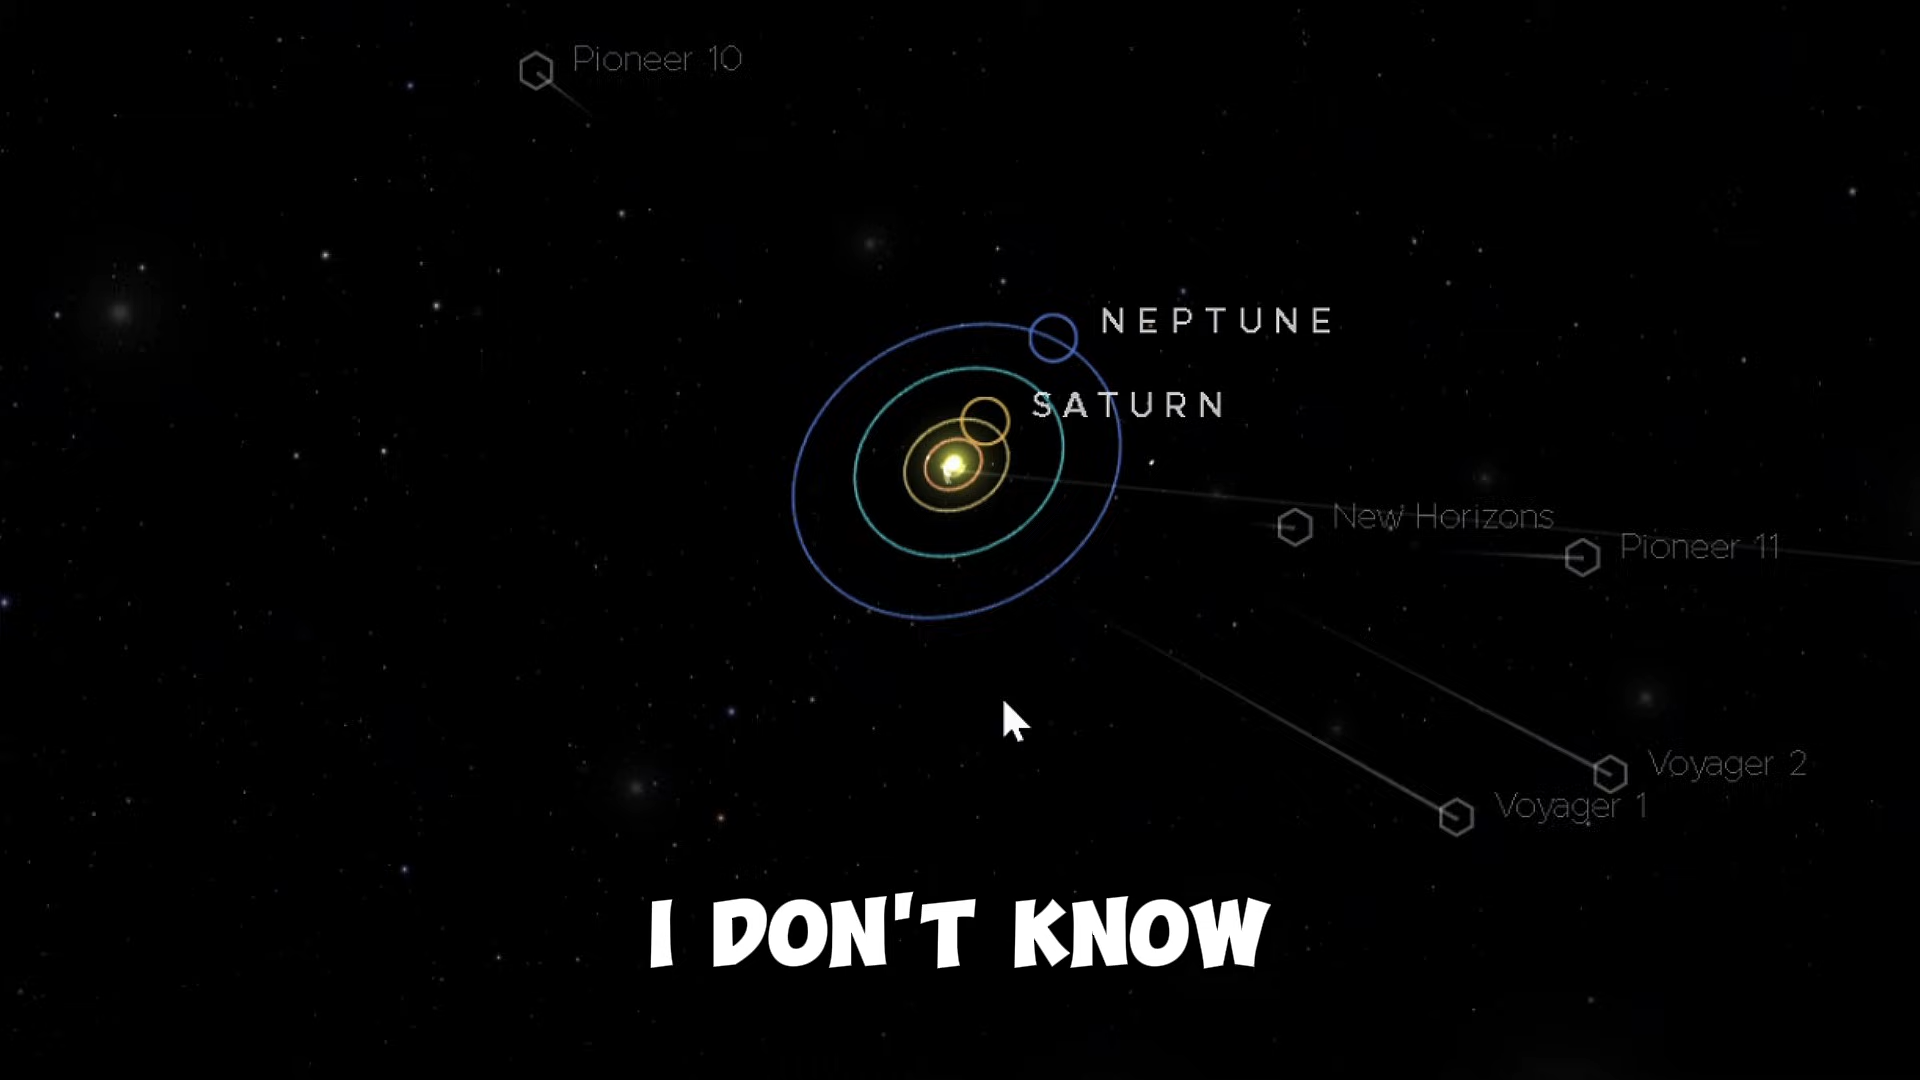 Pioneer 10
NEPTUNE
SATURN
New Horizons
Pioneer 11
Voyager 2
Voyager 1
I DON'T KNOW